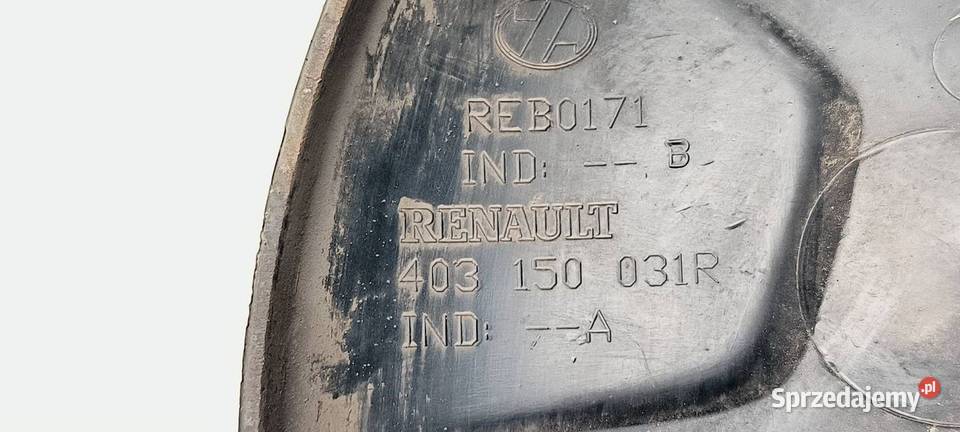 REB0171
IND: -- B
RENAULT
403 150 031R
IND: --A
Sprzedajemy.pl